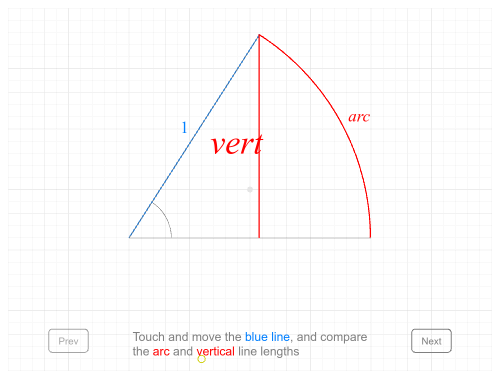 1
arc
vert
Prev
Touch and move the blue line, and compare
the arc and vertical line lengths
Next